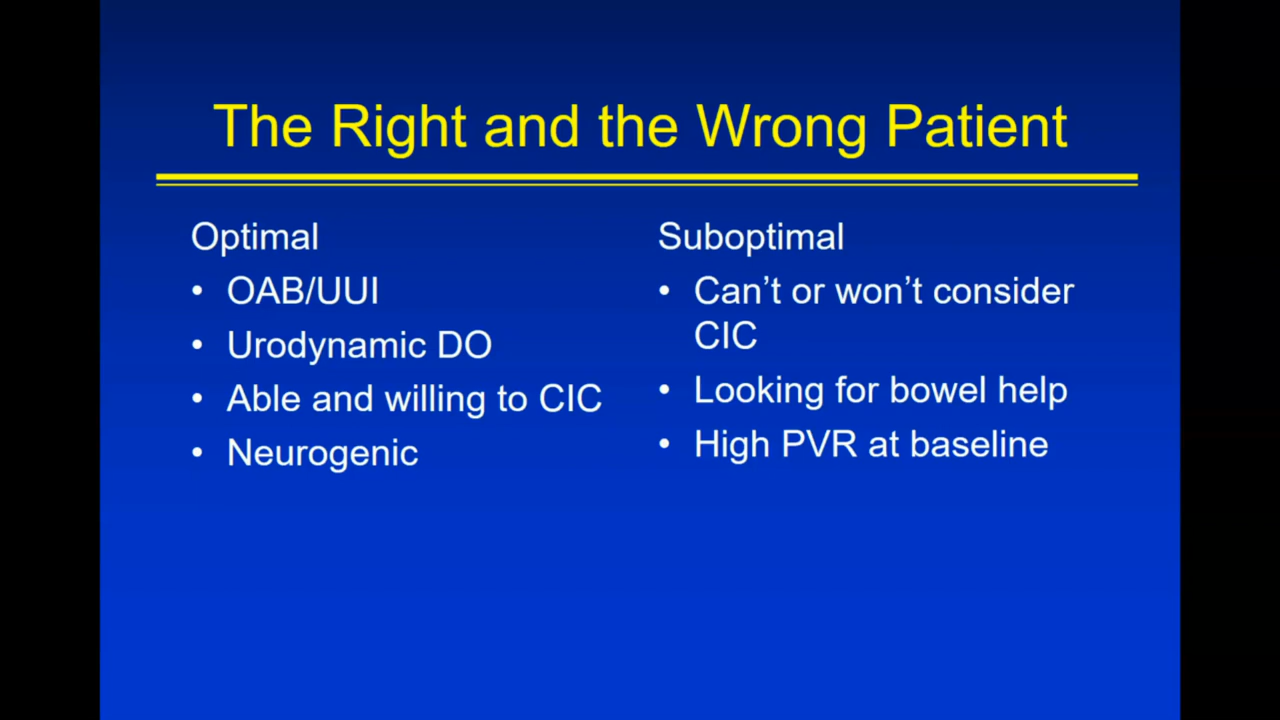 The Right and the Wrong Patient
Optimal
• OAB/UUI
• Urodynamic DO
• Able and willing to CIC
• Neurogenic
Suboptimal
• Can’t or won’t consider
CIC
• Looking for bowel help
• High PVR at baseline